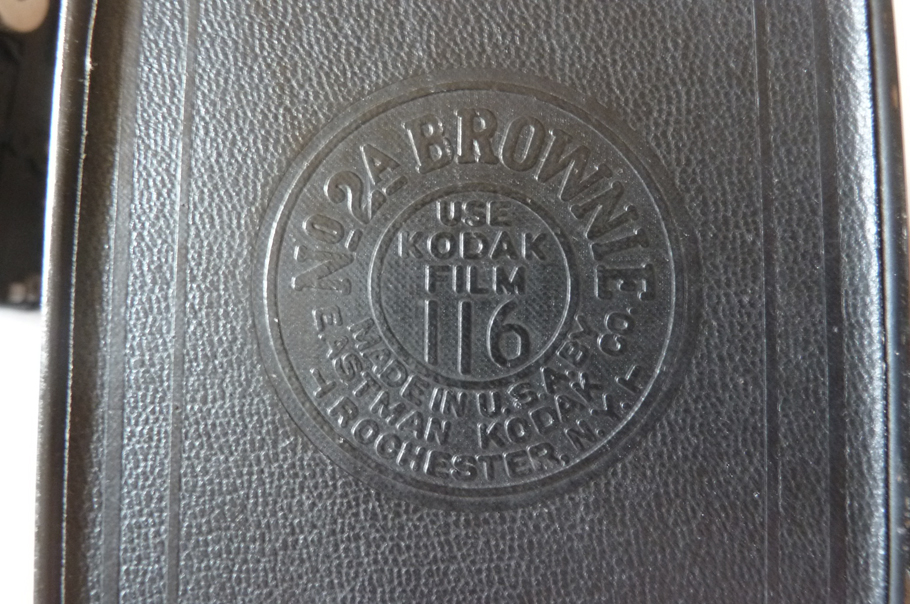 No 2A BROWNIE
USE
KODAK
FILM
116
MADE IN U.S.A. BY
EASTMAN KODAK CO.
ROCHESTER, N.Y.